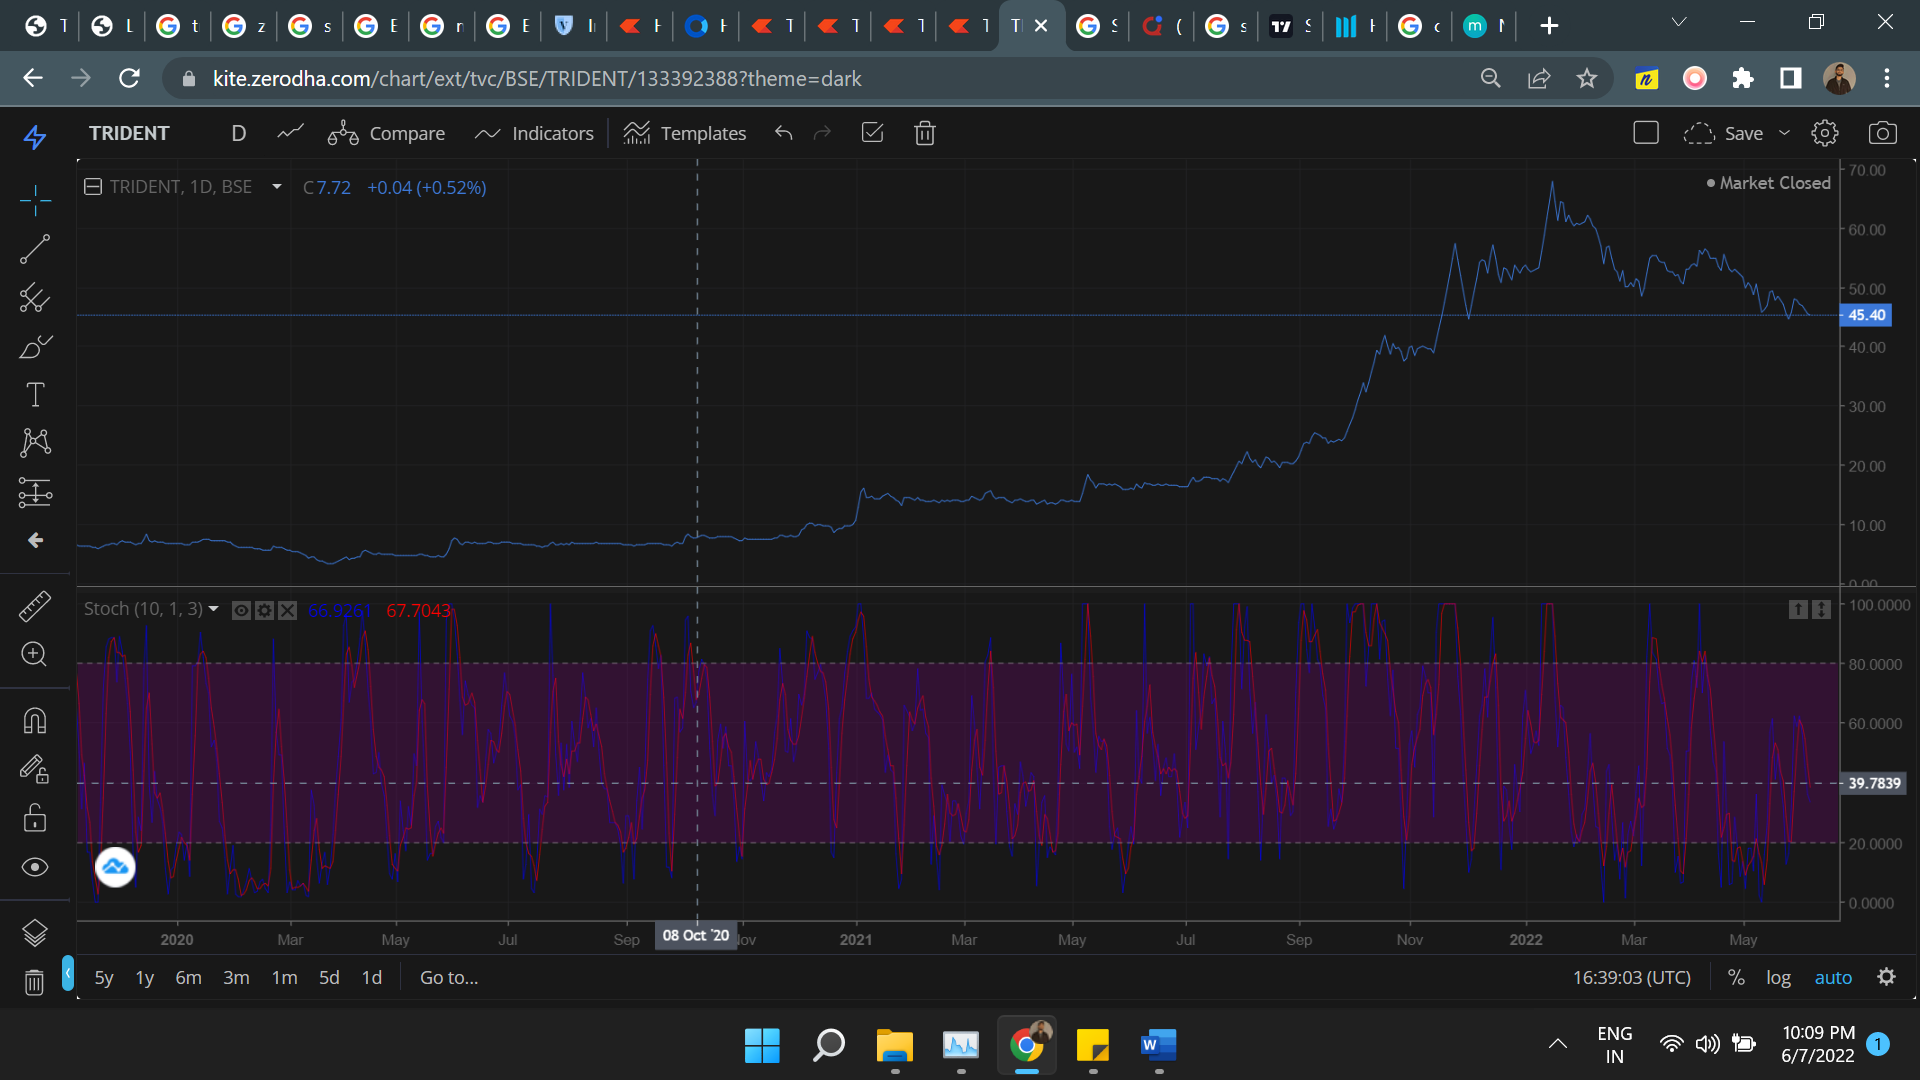 T L t z s E r E I H H T T T T T S ( s S H c N
kite.zerodha.com/chart/ext/tvc/BSE/TRIDENT/133392388?theme=dark
TRIDENT D Compare Indicators Templates Save
TRIDENT, 1D, BSE C7.72 +0.04 (+0.52%)
Market Closed
70.00
60.00
50.00
45.40
40.00
30.00
20.00
10.00
0.00
Stoch (10, 1, 3) 66.9261 67.7043
100.0000
80.0000
60.0000
39.7839
20.0000
0.0000
2020 Mar May Jul Sep 08 Oct '20 Nov 2021 Mar May Jul Sep Nov 2022 Mar May
5y 1y 6m 3m 1m 5d 1d Go to... 16:39:03 (UTC) % log auto
ENG
IN
10:09 PM
6/7/2022
1